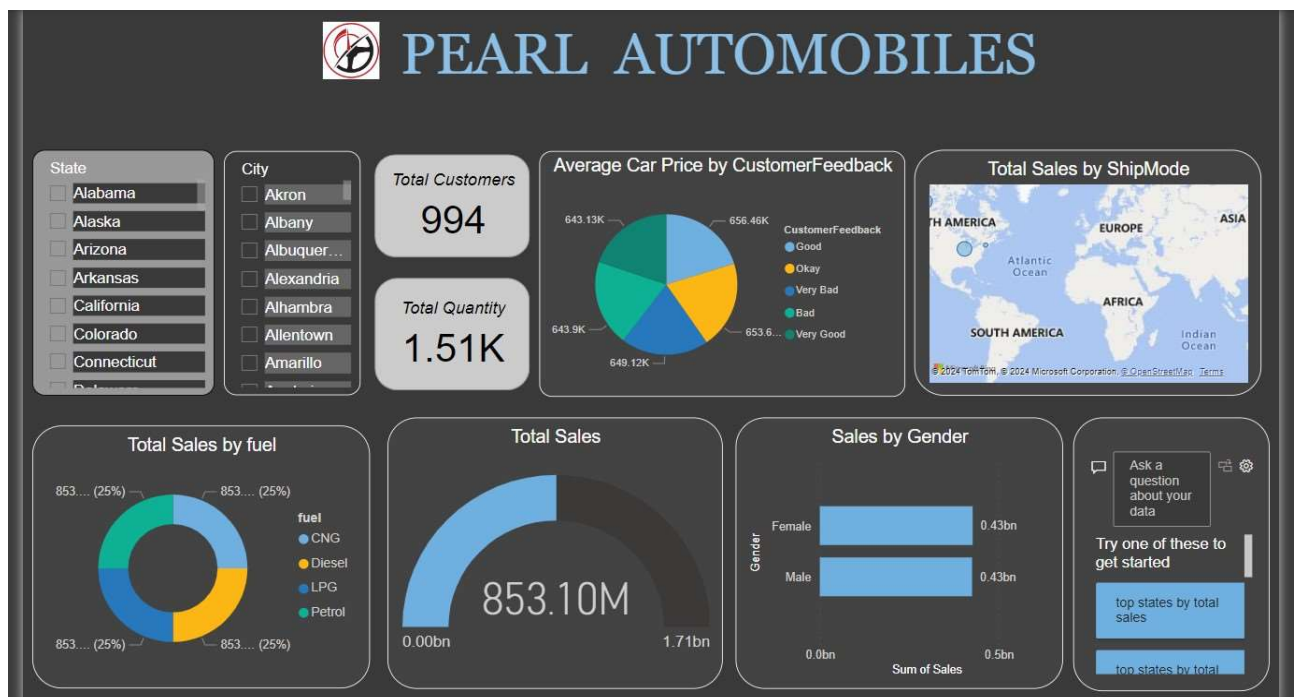 PEARL AUTOMOBILES
State
Alabama
Alaska
Arizona
Arkansas
California
Colorado
Connecticut
City
Akron
Albany
Albuquer...
Alexandria
Alhambra
Allentown
Amarillo
Total Customers
994
Total Quantity
1.51K
Average Car Price by CustomerFeedback
643.13K
656.46K
643.9K
653.6...
649.12K
CustomerFeedback
Good
Okay
Very Bad
Bad
Very Good
Total Sales by ShipMode
TH AMERICA
EUROPE
ASIA
Atlantic
Ocean
AFRICA
SOUTH AMERICA
Indian
Ocean
© 2024 TomTom, © 2024 Microsoft Corporation, © OpenStreetMap Terms
Total Sales by fuel
853.... (25%)
853.... (25%)
853.... (25%)
853.... (25%)
fuel
CNG
Diesel
LPG
Petrol
Total Sales
853.10M
0.00bn
1.71bn
Sales by Gender
Gender
Female
0.43bn
Male
0.43bn
0.0bn
0.5bn
Sum of Sales
Ask a
question
about your
data
Try one of these to
get started
top states by total
sales
top states by total